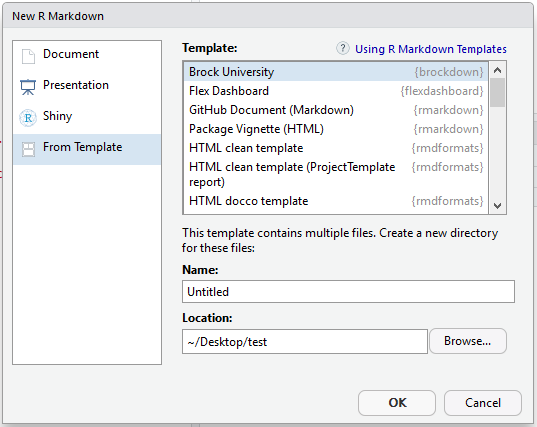 New R Markdown
Document
Presentation
Shiny
From Template
Template:
? Using R Markdown Templates
Brock University {brockdown}
Flex Dashboard {flexdashboard}
GitHub Document (Markdown) {rmarkdown}
Package Vignette (HTML) {rmarkdown}
HTML clean template {rmdformats}
HTML clean template (ProjectTemplate {rmdformats}
report)
HTML docco template {rmdformats}
This template contains multiple files. Create a new directory
for these files:
Name:
Untitled
Location:
~/Desktop/test
Browse...
OK
Cancel